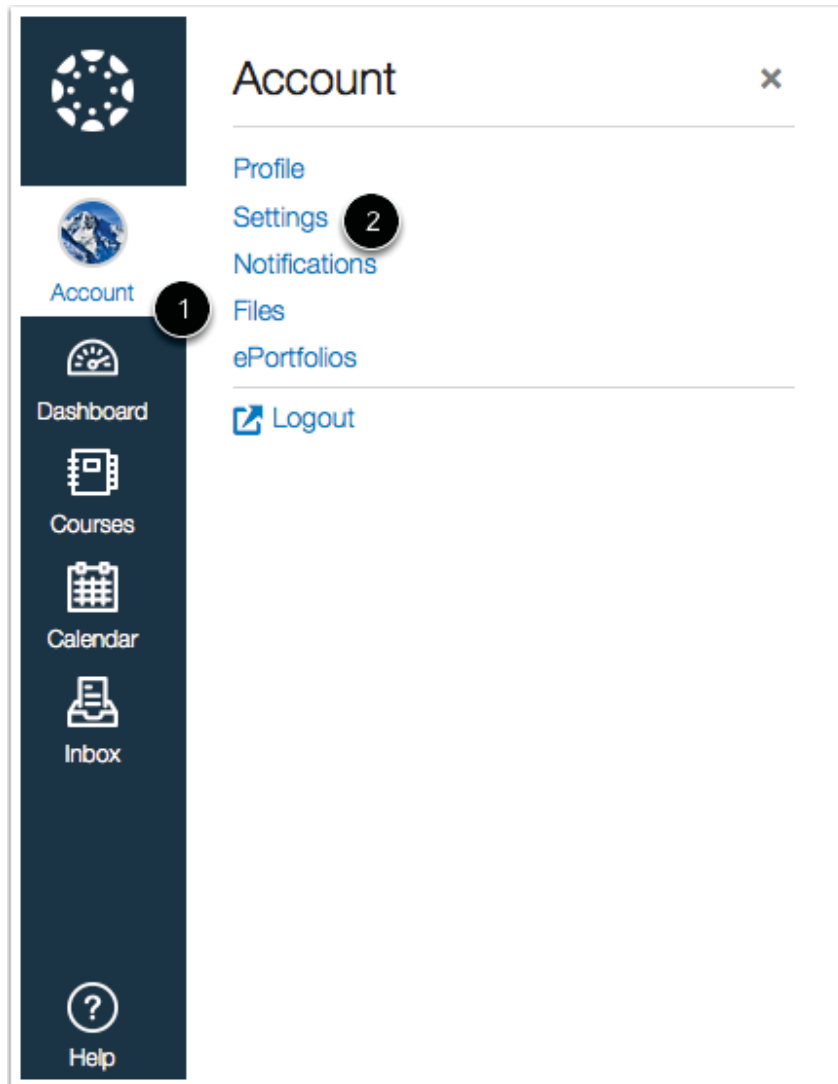 Account
Profile
Settings 2
Notifications
Files
ePortfolios
Logout
Account 1
Dashboard
Courses
Calendar
Inbox
?
Help